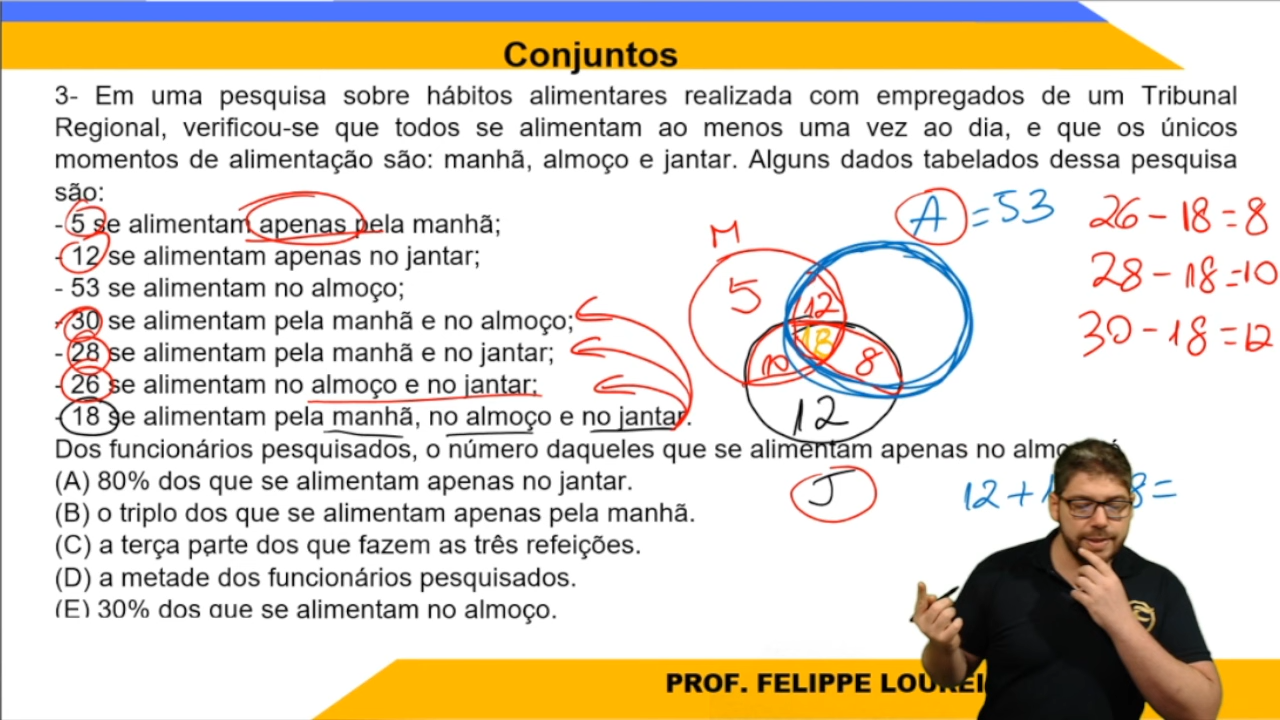 Conjuntos
3- Em uma pesquisa sobre hábitos alimentares realizada com empregados de um Tribunal
Regional, verificou-se que todos se alimentam ao menos uma vez ao dia, e que os únicos
momentos de alimentação são: manhã, almoço e jantar. Alguns dados tabelados dessa pesquisa
são:
- 5 se alimentam apenas pela manhã;
- 12 se alimentam apenas no jantar;
- 53 se alimentam no almoço;
- 30 se alimentam pela manhã e no almoço;
- 28 se alimentam pela manhã e no jantar;
- 26 se alimentam no almoço e no jantar;
- 18 se alimentam pela manhã, no almoço e no jantar.
Dos funcionários pesquisados, o número daqueles que se alimentam apenas no
(A) 80% dos que se alimentam apenas no jantar.
(B) o triplo dos que se alimentam apenas pela manhã.
(C) a terça parte dos que fazem as três refeições.
(D) a metade dos funcionários pesquisados.
(E) 30% dos que se alimentam no almoço.
M
A = 53
5
12
18
10
8
12
J
26 - 18 = 8
28 - 18 = 10
30 - 18 = 12
12 + 8 =
PROF. FELIPPE